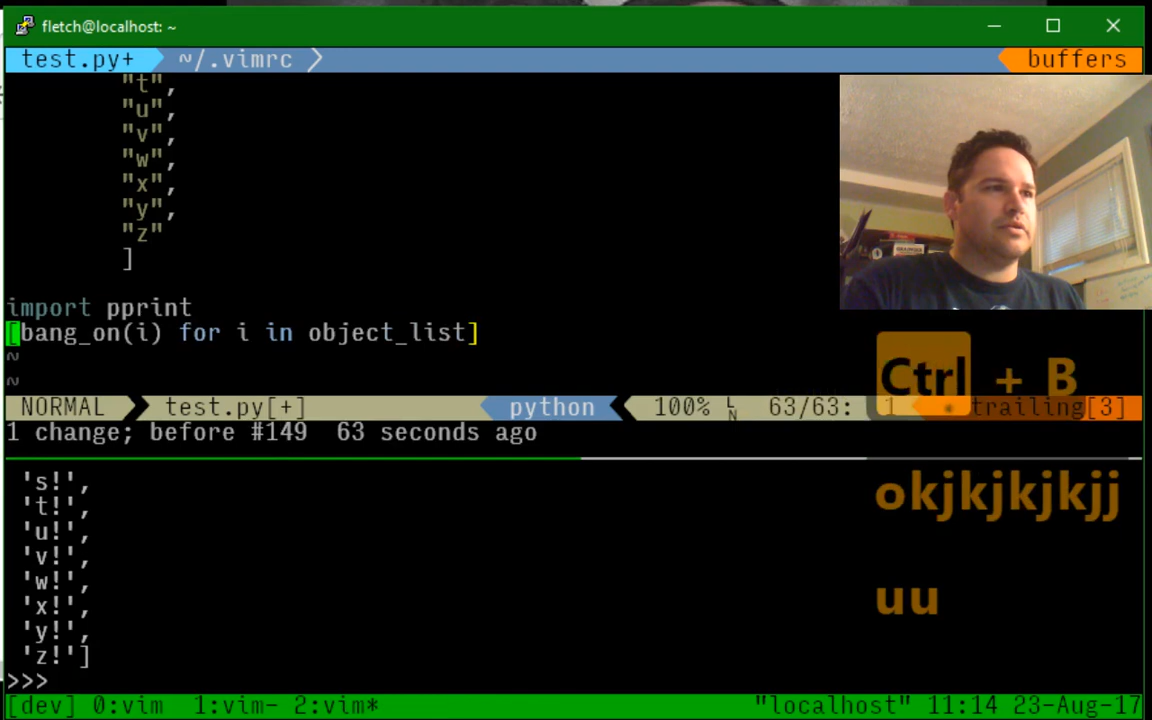 fletch@localhost: ~
test.py+ ~/.vimrc buffers
"t",
"u",
"v",
"w",
"x",
"y",
"z"
]
import pprint
[bang_on(i) for i in object_list]
~
~
Ctrl + B
NORMAL test.py[+] python 100% LN 63/63: 1 trailing[3]
1 change; before #149 63 seconds ago
's!',
't!',
'u!',
'v!',
'w!',
'x!',
'y!',
'z!']
okjkjkjkjj
uu
>>>
[dev] 0:vim 1:vim- 2:vim* "localhost" 11:14 23-Aug-17